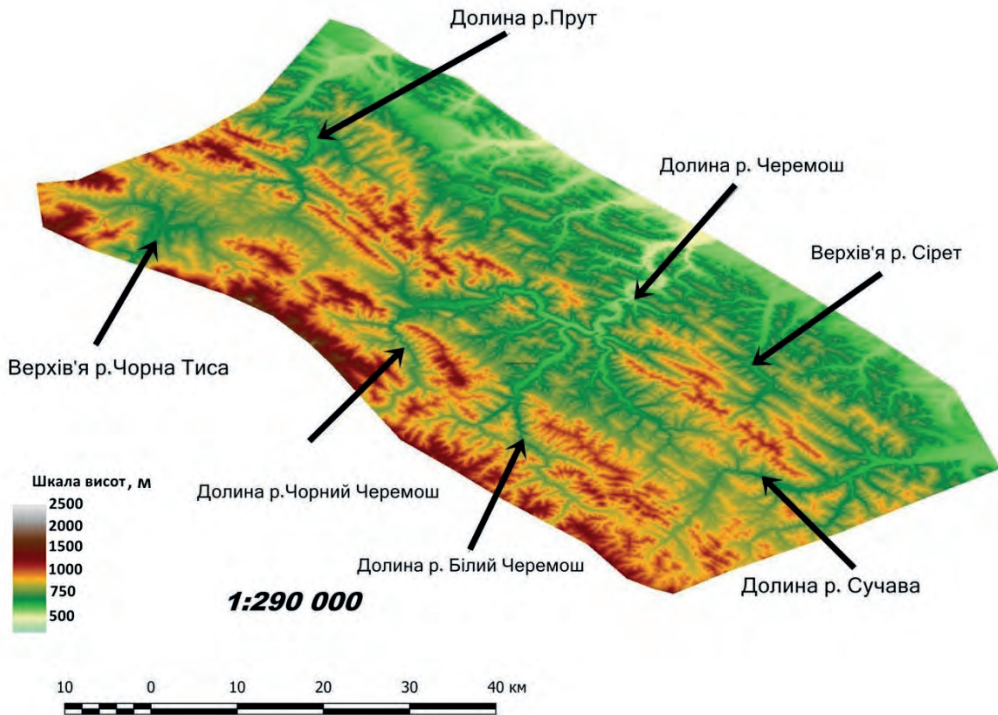 Долина р.Прут
Долина р. Черемош
Верхів'я р. Сірет
Верхів'я р.Чорна Тиса
Долина р.Чорний Черемош
Долина р. Білий Черемош
Долина р. Сучава
Шкала висот, м
2500
2000
1500
1000
750
500
1:290 000
10 0 10 20 30 40 км